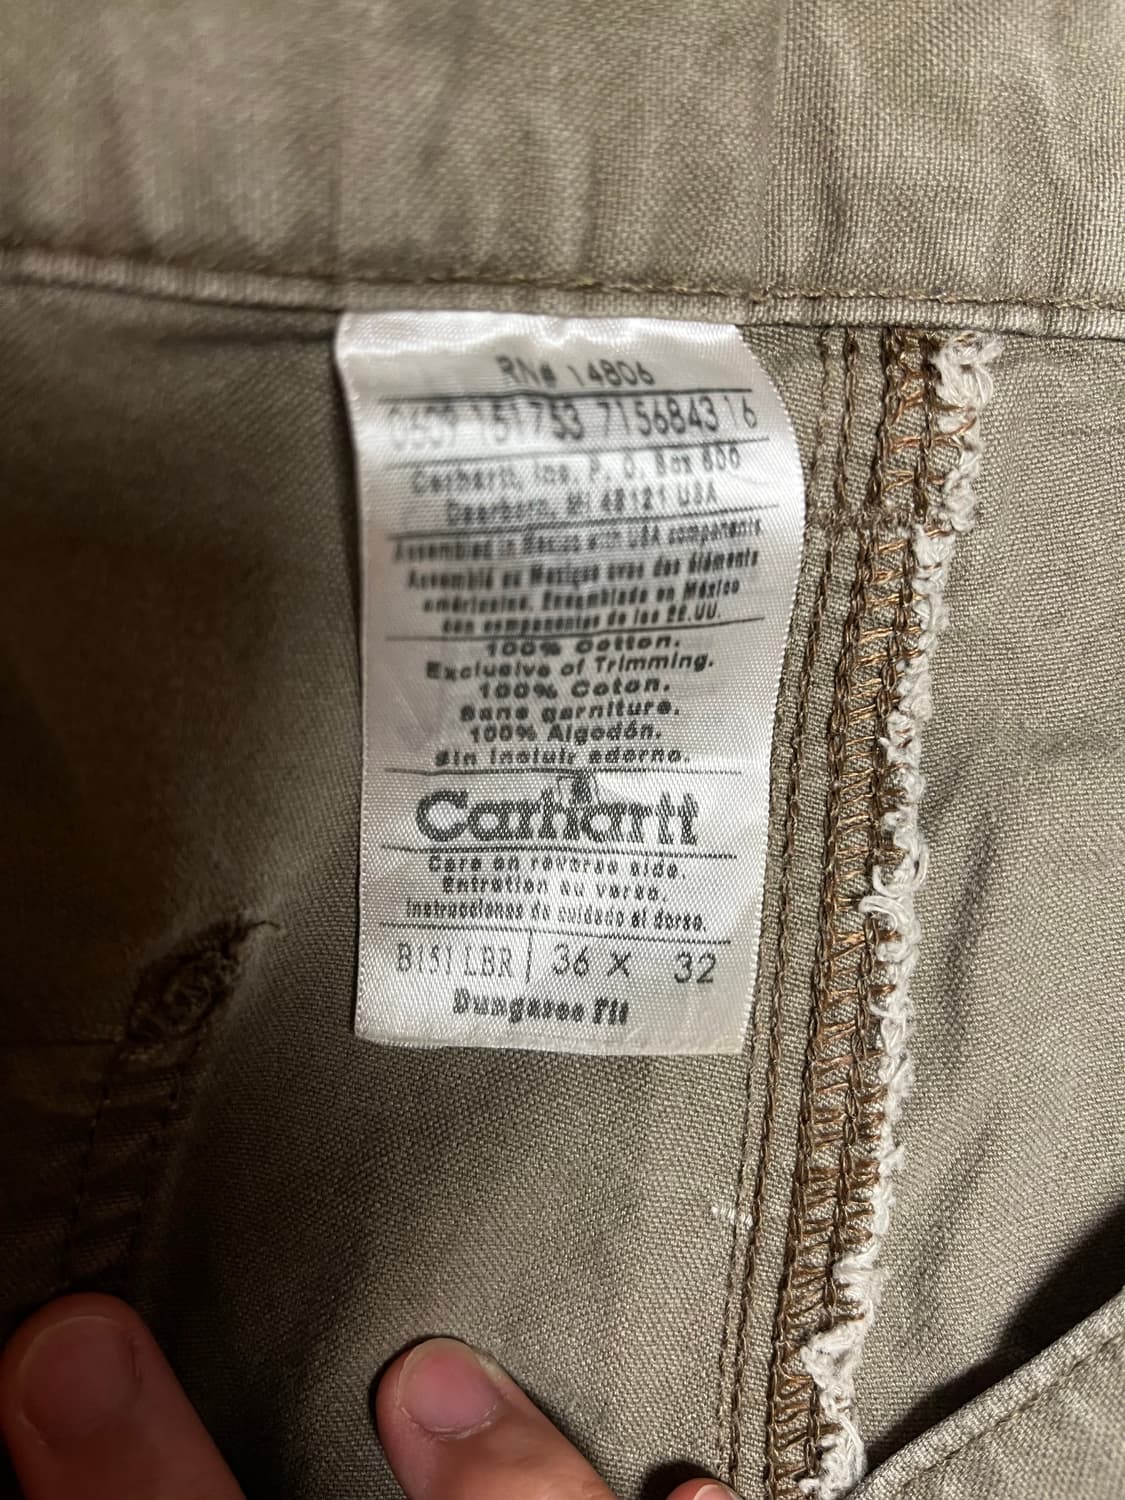 RN# 14806
0609 151753 7156843 16
Carhartt, Inc. P. O. Box 600
Dearborn, MI 48121 USA
Assembled in Mexico with USA components
Assemblé au Mexique avec des éléments
américains. Ensamblado en México
con componentes de los EE.UU.
100% Cotton.
Exclusive of Trimming.
100% Coton.
Sans garniture.
100% Algodón.
Sin incluir adorno.
Carhartt
Care on reverse side.
Entretien au verso.
Instrucciones de cuidado al dorso.
B151 LBR 36 X 32
Dungaree Fit